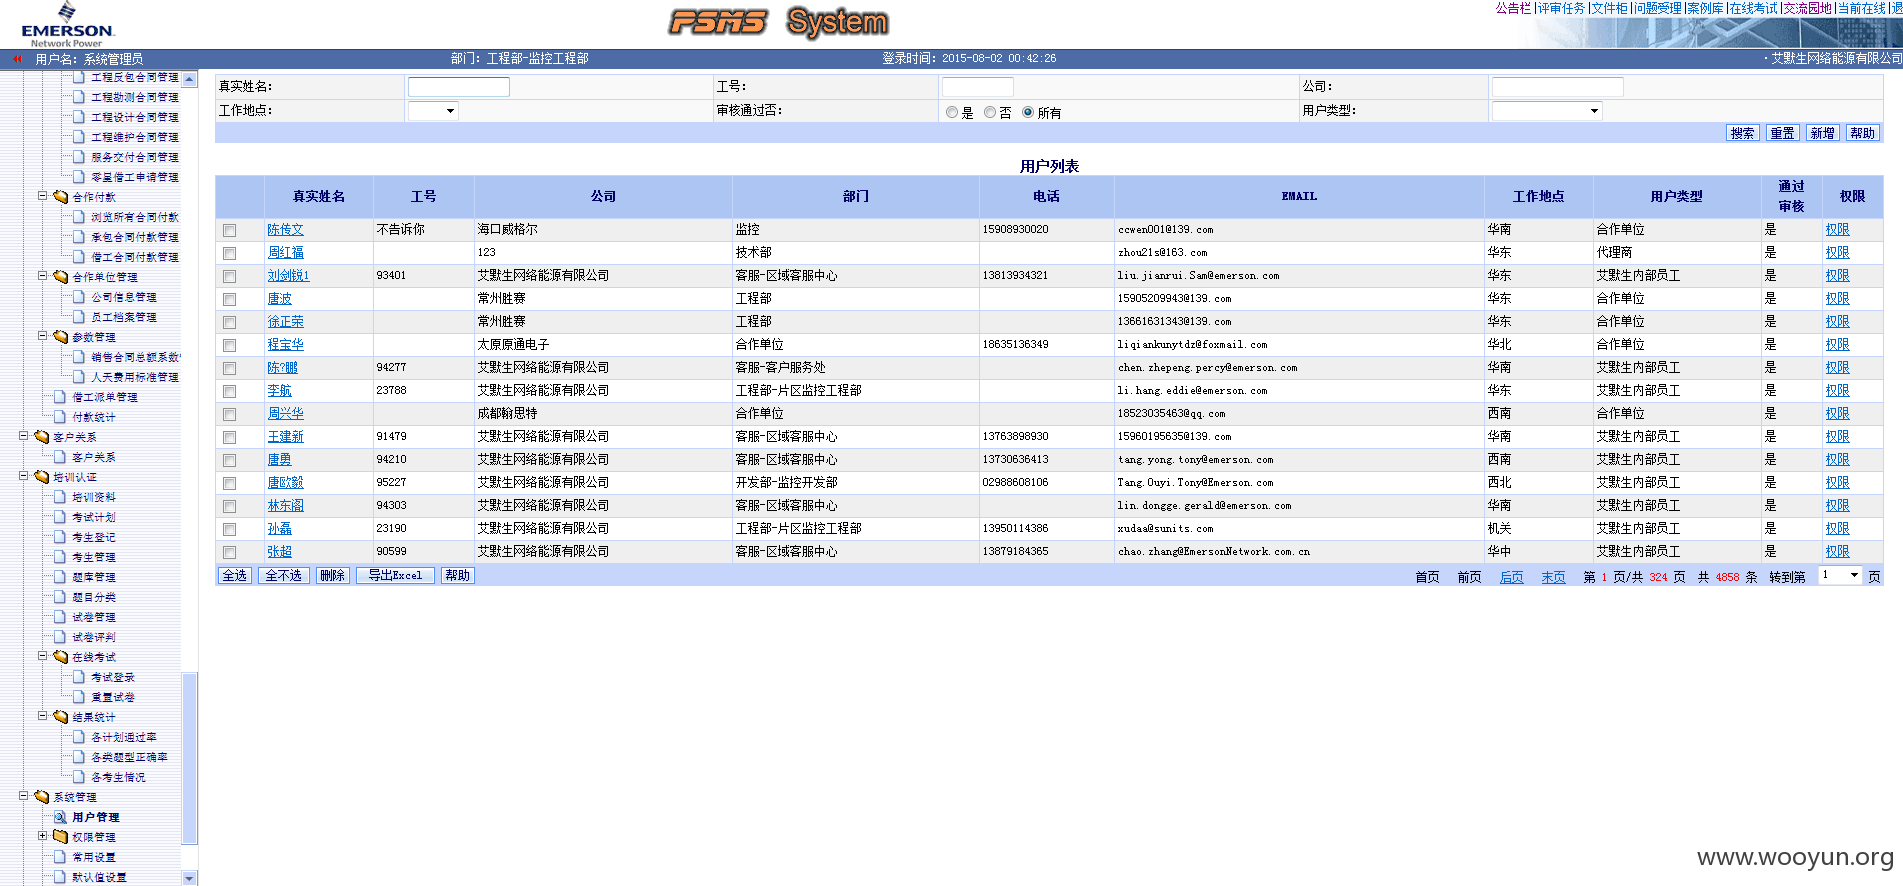 EMERSON
Network Power
PSMS System
公告栏|评审任务|文件柜|问题受理|案例库|在线考试|交流园地|当前在线|退
用户名: 系统管理员 部门: 工程部-监控工程部 登录时间: 2015-08-02 00:42:26 ·艾默生网络能源有限公司
工程反包合同管理
工程勘测合同管理
工程设计合同管理
工程维护合同管理
服务交付合同管理
零星借工申请管理
合作付款
浏览所有合同付款
承包合同付款管理
借工合同付款管理
合作单位管理
公司信息管理
员工档案管理
参数管理
销售合同总额系数
人天费用标准管理
借工派单管理
付款统计
客户关系
客户关系
培训认证
培训资料
考试计划
考生登记
考生管理
题库管理
题目分类
试卷管理
试卷评判
在线考试
考试登录
重置试卷
结果统计
各计划通过率
各类题型正确率
各考生情况
系统管理
用户管理
权限管理
常用设置
默认值设置
真实姓名: 工号: 公司:
工作地点: 审核通过否: 是 否 所有 用户类型:
搜索 重置 新增 帮助
用户列表
真实姓名 工号 公司 部门 电话 EMAIL 工作地点 用户类型 通过审核 权限
陈传文 不告诉你 海口威格尔 监控 15908930020 ccwen001@139.com 华南 合作单位 是 权限
周红福 123 技术部 zhou21s@163.com 华东 代理商 是 权限
刘剑锐1 93401 艾默生网络能源有限公司 客服-区域客服中心 13813934321 liu.jianrui.Sam@emerson.com 华东 艾默生内部员工 是 权限
唐波 常州胜赛 工程部 15905209943@139.com 华东 合作单位 是 权限
徐正荣 常州胜赛 工程部 13661631343@139.com 华东 合作单位 是 权限
程宝华 太原原通电子 合作单位 18635136349 liqiankunytdz@foxmail.com 华北 合作单位 是 权限
陈?鹏 94277 艾默生网络能源有限公司 客服-客户服务处 chen.zhepeng.percy@emerson.com 华南 艾默生内部员工 是 权限
李航 23788 艾默生网络能源有限公司 工程部-片区监控工程部 li.hang.eddie@emerson.com 华东 艾默生内部员工 是 权限
周兴华 成都翰思特 合作单位 18523035463@qq.com 西南 合作单位 是 权限
王建新 91479 艾默生网络能源有限公司 客服-区域客服中心 13763898930 15960195635@139.com 华南 艾默生内部员工 是 权限
唐勇 94210 艾默生网络能源有限公司 客服-区域客服中心 13730636413 tang.yong.tony@emerson.com 西南 艾默生内部员工 是 权限
唐欧毅 95227 艾默生网络能源有限公司 开发部-监控开发部 02988608106 Tang.Ouyi.Tony@Emerson.com 西北 艾默生内部员工 是 权限
林东阁 94303 艾默生网络能源有限公司 客服-区域客服中心 lin.dongge.gerald@emerson.com 华南 艾默生内部员工 是 权限
孙磊 23190 艾默生网络能源有限公司 工程部-片区监控工程部 13950114386 xudaa@sunits.com 机关 艾默生内部员工 是 权限
张超 90599 艾默生网络能源有限公司 客服-区域客服中心 13879184365 chao.zhang@EmersonNetwork.com.cn 华中 艾默生内部员工 是 权限
全选 全不选 删除 导出Excel 帮助 首页 前页 后页 末页 第 1 页/共 324 页 共 4858 条 转到第 1 页
www.wooyun.org